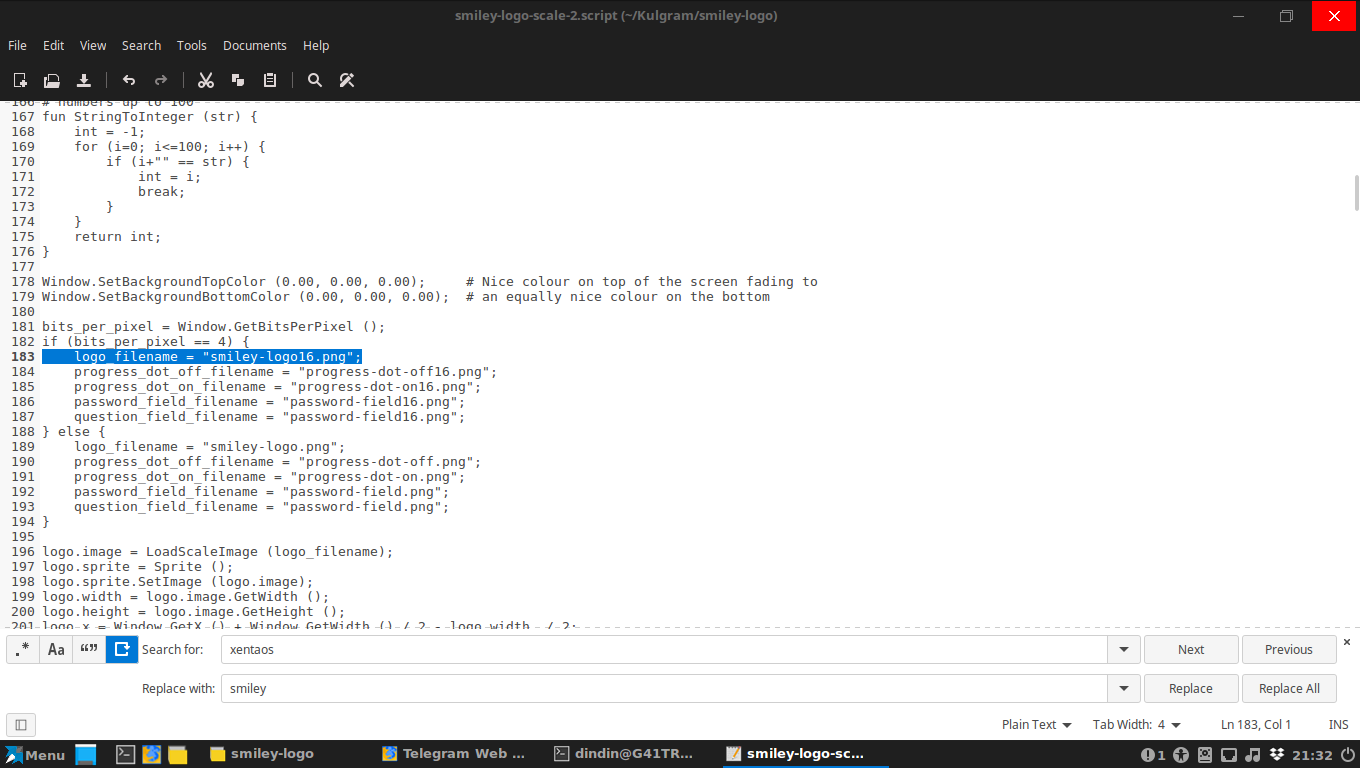 smiley-logo-scale-2.script (~/Kulgram/smiley-logo)
File Edit View Search Tools Documents Help
166 # numbers up to 100
167 fun StringToInteger (str) {
168     int = -1;
169     for (i=0; i<=100; i++) {
170         if (i+"" == str) {
171             int = i;
172             break;
173         }
174     }
175     return int;
176 }
177
178 Window.SetBackgroundTopColor (0.00, 0.00, 0.00);     # Nice colour on top of the screen fading to
179 Window.SetBackgroundBottomColor (0.00, 0.00, 0.00);  # an equally nice colour on the bottom
180
181 bits_per_pixel = Window.GetBitsPerPixel ();
182 if (bits_per_pixel == 4) {
183     logo_filename = "smiley-logo16.png";
184     progress_dot_off_filename = "progress-dot-off16.png";
185     progress_dot_on_filename = "progress-dot-on16.png";
186     password_field_filename = "password-field16.png";
187     question_field_filename = "password-field16.png";
188 } else {
189     logo_filename = "smiley-logo.png";
190     progress_dot_off_filename = "progress-dot-off.png";
191     progress_dot_on_filename = "progress-dot-on.png";
192     password_field_filename = "password-field.png";
193     question_field_filename = "password-field.png";
194 }
195
196 logo.image = LoadScaleImage (logo_filename);
197 logo.sprite = Sprite ();
198 logo.sprite.SetImage (logo.image);
199 logo.width = logo.image.GetWidth ();
200 logo.height = logo.image.GetHeight ();
201 logo.x = Window.GetX () + Window.GetWidth () / 2 - logo.width  / 2;
.* Aa “” Search for: xentaos Next Previous
Replace with: smiley Replace Replace All
Plain Text Tab Width: 4 Ln 183, Col 1 INS
Menu smiley-logo Telegram Web ... dindin@G41TR... smiley-logo-sc... 1 21:32